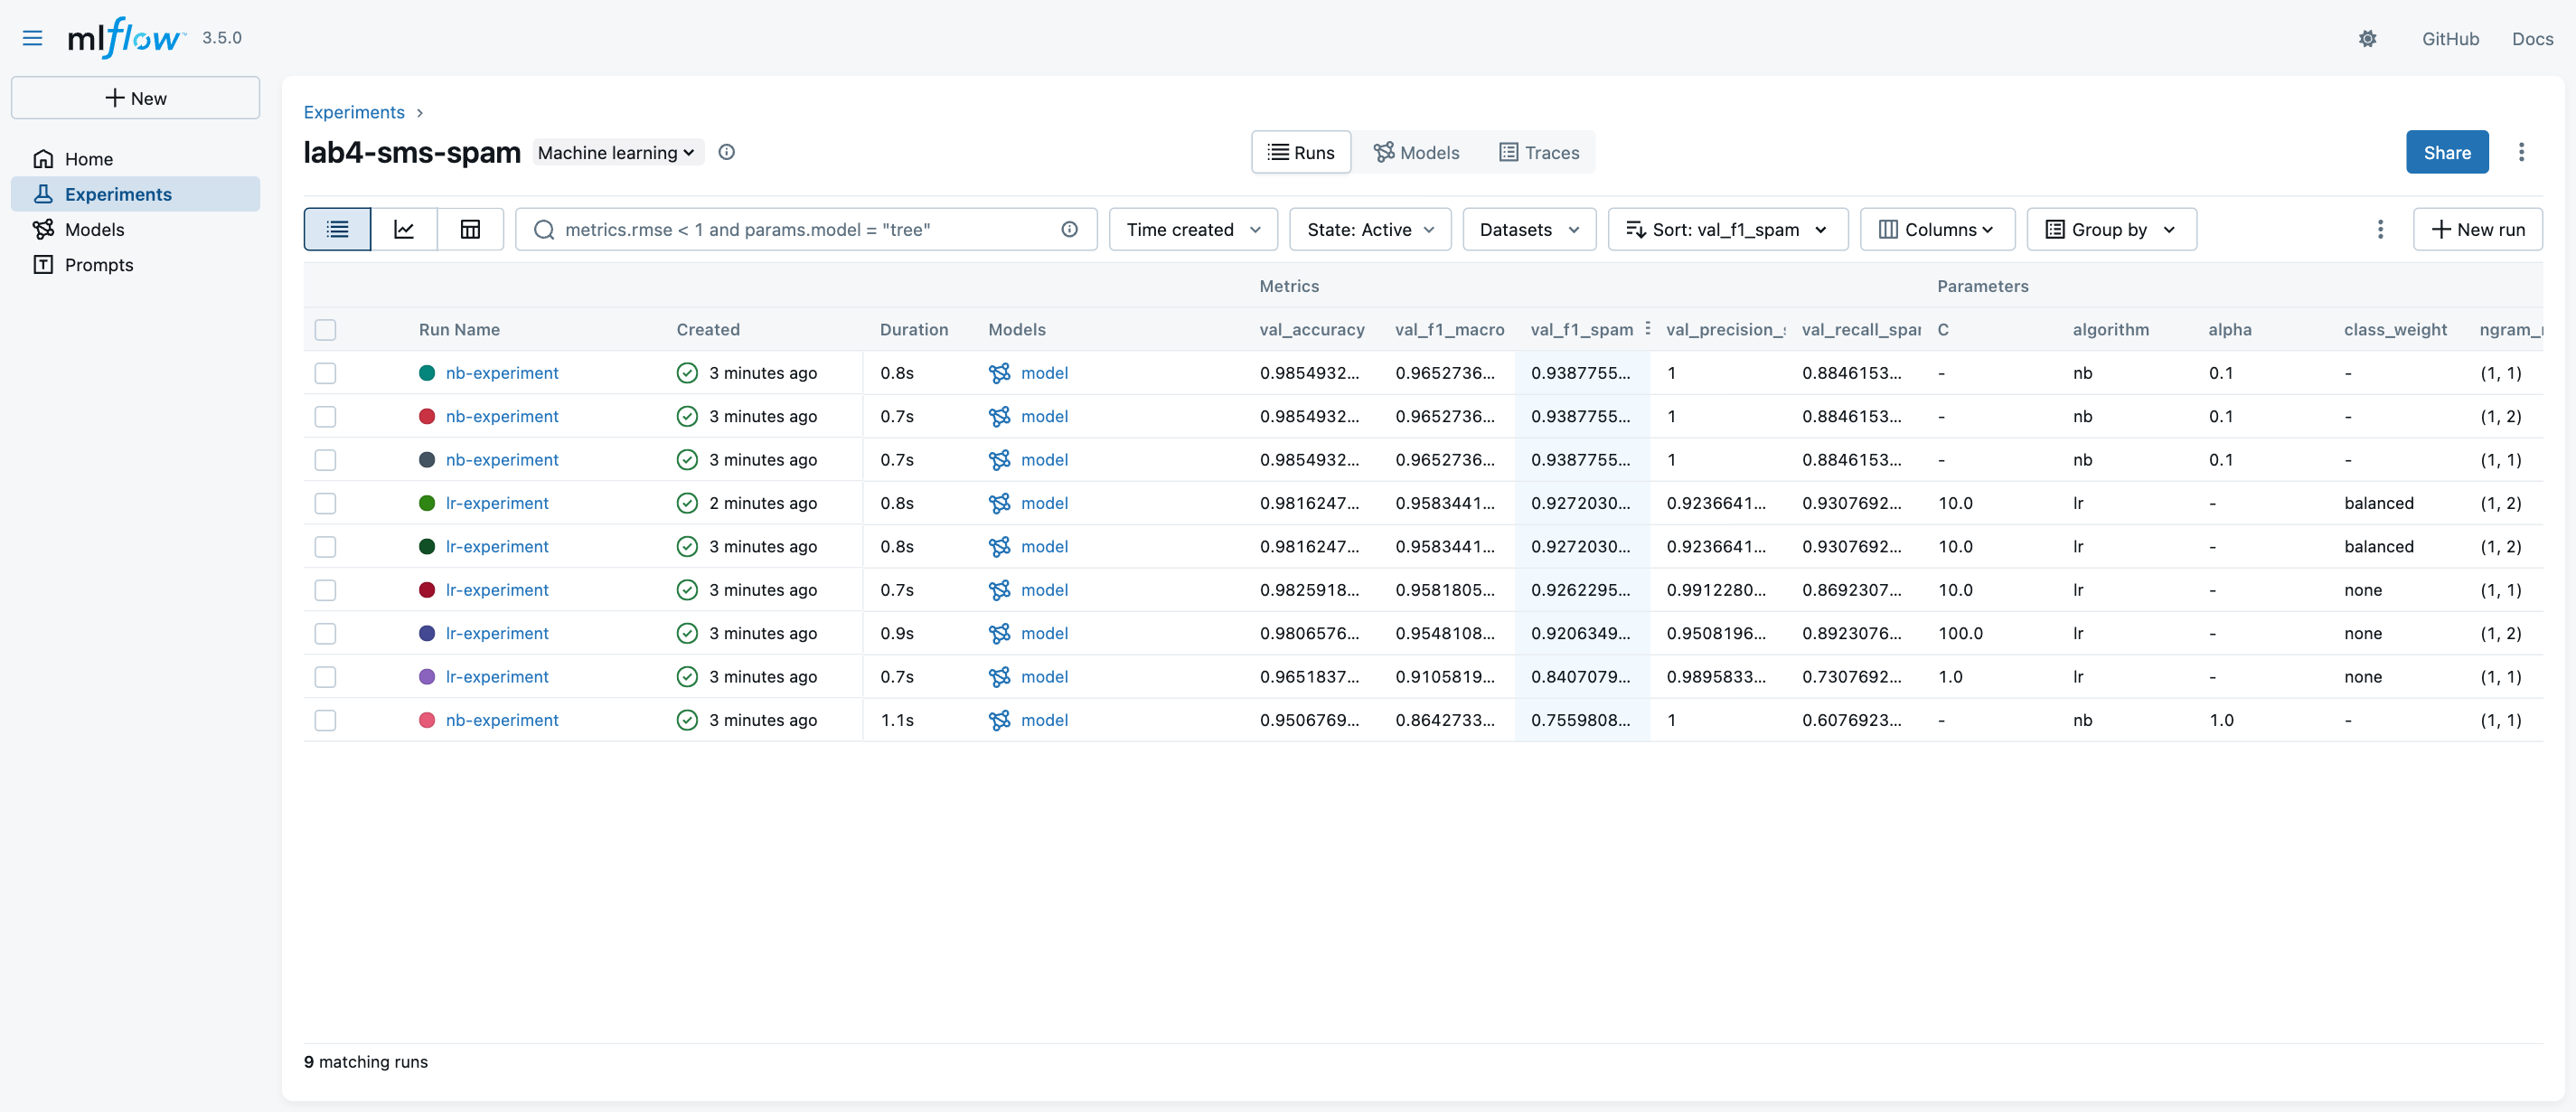 mlflow 3.5.0 GitHub Docs
New
Home
Experiments
Models
Prompts
Experiments
lab4-sms-spam Machine learning Runs Models Traces Share
metrics.rmse < 1 and params.model = "tree" Time created State: Active Datasets Sort: val_f1_spam Columns Group by New run
Metrics Parameters
Run Name Created Duration Models val_accuracy val_f1_macro val_f1_spam val_precision_s val_recall_spar C algorithm alpha class_weight ngram_r
nb-experiment 3 minutes ago 0.8s model 0.9854932... 0.9652736... 0.9387755... 1 0.8846153... - nb 0.1 - (1, 1)
nb-experiment 3 minutes ago 0.7s model 0.9854932... 0.9652736... 0.9387755... 1 0.8846153... - nb 0.1 - (1, 2)
nb-experiment 3 minutes ago 0.7s model 0.9854932... 0.9652736... 0.9387755... 1 0.8846153... - nb 0.1 - (1, 1)
lr-experiment 2 minutes ago 0.8s model 0.9816247... 0.9583441... 0.9272030... 0.9236641... 0.9307692... 10.0 lr - balanced (1, 2)
lr-experiment 3 minutes ago 0.8s model 0.9816247... 0.9583441... 0.9272030... 0.9236641... 0.9307692... 10.0 lr - balanced (1, 2)
lr-experiment 3 minutes ago 0.7s model 0.9825918... 0.9581805... 0.9262295... 0.9912280... 0.8692307... 10.0 lr - none (1, 1)
lr-experiment 3 minutes ago 0.9s model 0.9806576... 0.9548108... 0.9206349... 0.9508196... 0.8923076... 100.0 lr - none (1, 2)
lr-experiment 3 minutes ago 0.7s model 0.9651837... 0.9105819... 0.8407079... 0.9895833... 0.7307692... 1.0 lr - none (1, 1)
nb-experiment 3 minutes ago 1.1s model 0.9506769... 0.8642733... 0.7559808... 1 0.6076923... - nb 1.0 - (1, 1)
9 matching runs